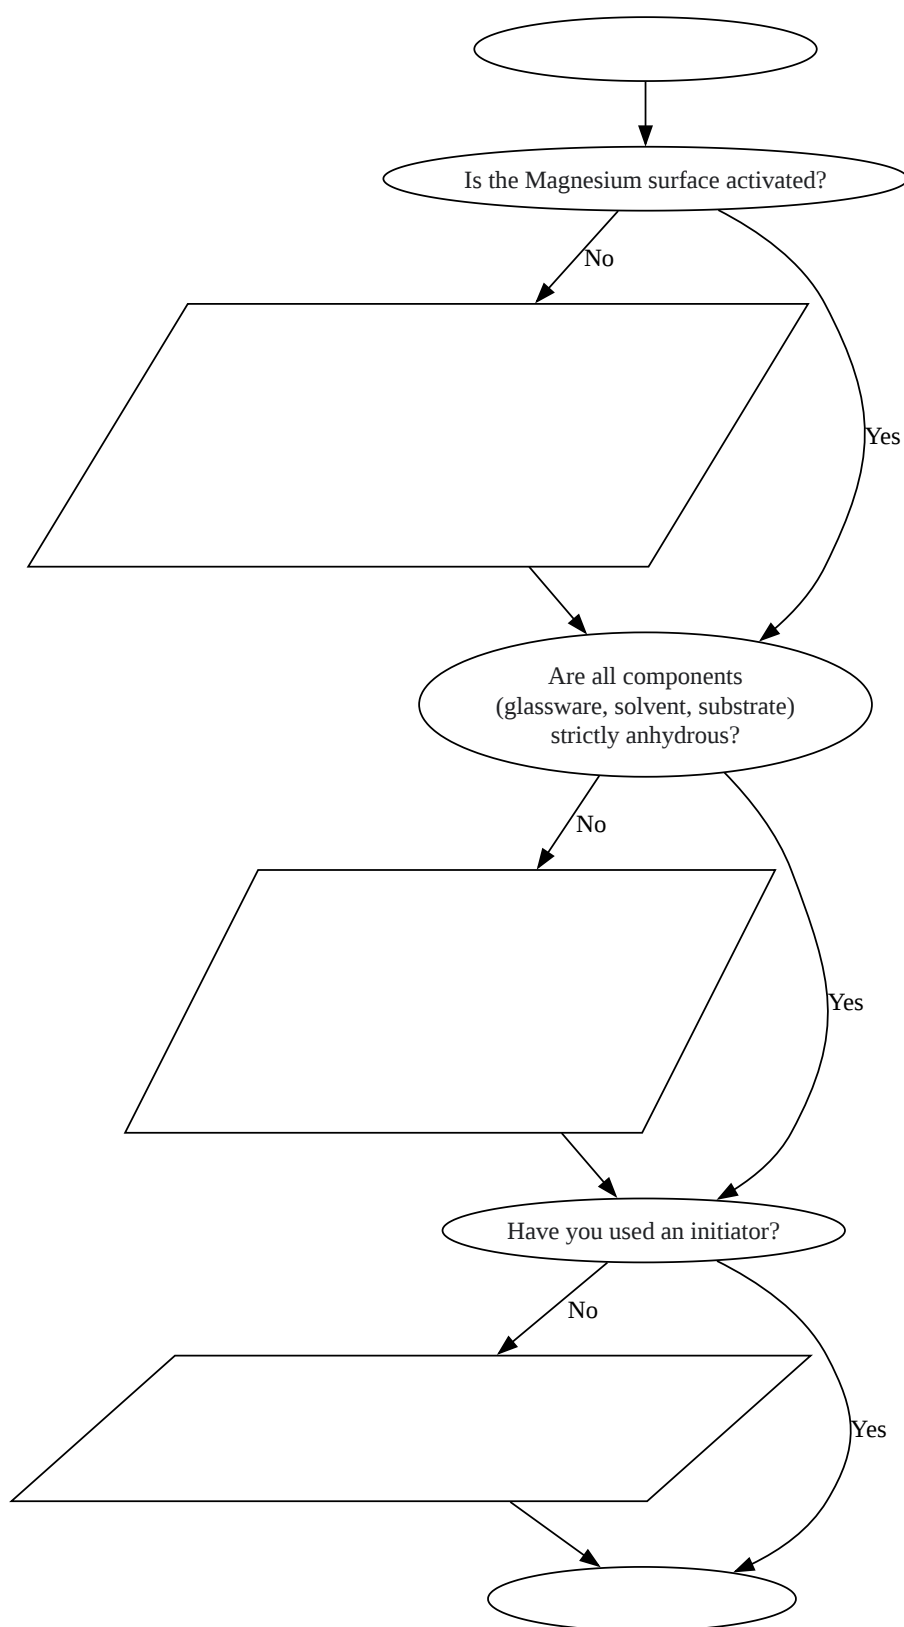 Is the Magnesium surface activated?
No
Yes
Are all components
(glassware, solvent, substrate)
strictly anhydrous?
No
Yes
Have you used an initiator?
No
Yes